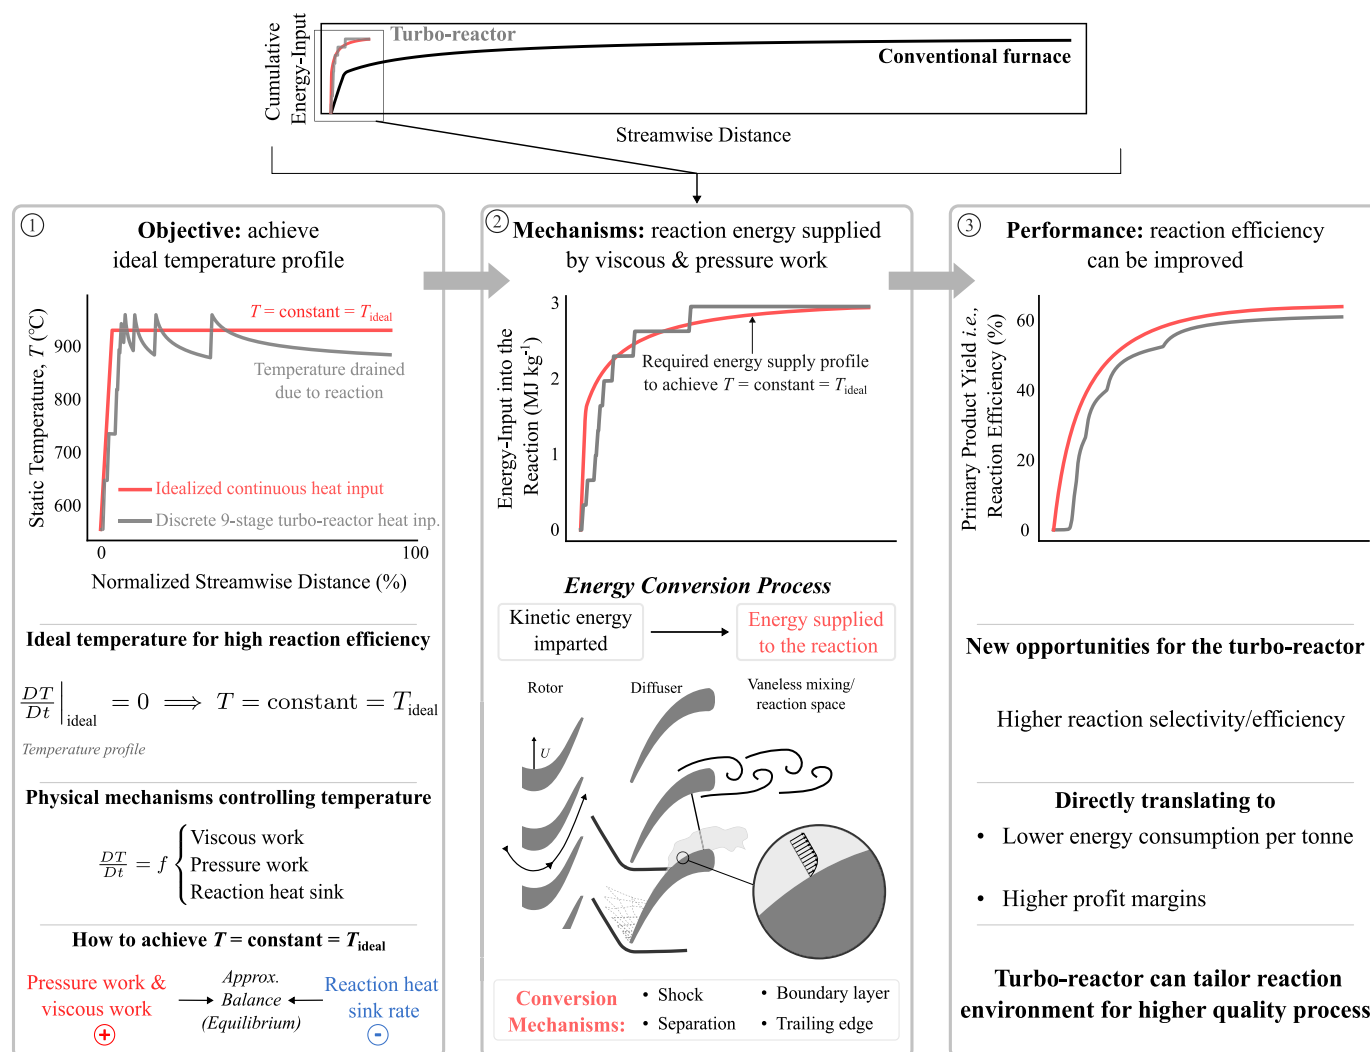 Cumulative
Energy-Input
Turbo-reactor
Conventional furnace
Streamwise Distance
1
Objective: achieve
ideal temperature profile
Static Temperature, T (°C)
900
800
700
600
T = constant = Tideal
Temperature drained
due to reaction
Idealized continuous heat input
Discrete 9-stage turbo-reactor heat inp.
0
100
Normalized Streamwise Distance (%)
Ideal temperature for high reaction efficiency
DT/Dt |ideal = 0 ⟹ T = constant = Tideal
Temperature profile
Physical mechanisms controlling temperature
DT/Dt = f {
Viscous work
Pressure work
Reaction heat sink
How to achieve T = constant = Tideal
Pressure work &
viscous work
+
Approx.
Balance
(Equilibrium)
Reaction heat
sink rate
-
2
Mechanisms: reaction energy supplied
by viscous & pressure work
Energy-Input into the
Reaction (MJ kg⁻¹)
3
2
1
0
Required energy supply profile
to achieve T = constant = Tideal
Energy Conversion Process
Kinetic energy
imparted
Energy supplied
to the reaction
Rotor
Diffuser
Vaneless mixing/
reaction space
U
Conversion
Mechanisms:
• Shock
• Boundary layer
• Separation
• Trailing edge
3
Performance: reaction efficiency
can be improved
Primary Product Yield i.e.,
Reaction Efficiency (%)
60
40
20
0
New opportunities for the turbo-reactor
Higher reaction selectivity/efficiency
Directly translating to
• Lower energy consumption per tonne
• Higher profit margins
Turbo-reactor can tailor reaction
environment for higher quality process